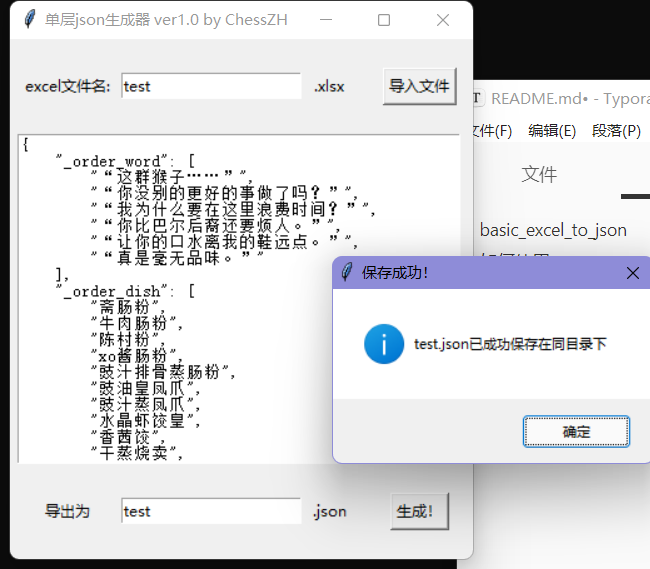 单层json生成器 ver1.0 by ChessZH
excel文件名: test .xlsx 导入文件
{
"_order_word": [
"“这群猴子……”",
"“你没别的更好的事做了吗？”",
"“我为什么要在这里浪费时间？”",
"“你比巴尔后裔还要烦人。”",
"“让你的口水离我的鞋远点。”",
"“真是毫无品味。”"
],
"_order_dish": [
"斋肠粉",
"牛肉肠粉",
"陈村粉",
"xo酱肠粉",
"豉汁排骨蒸肠粉",
"豉油皇凤爪",
"豉汁蒸凤爪",
"水晶虾饺皇",
"香茜饺",
"干蒸烧卖",
导出为 test .json 生成！
T README.md• - Typora
文件(F) 编辑(E) 段落(P)
文件
basic_excel_to_json
保存成功！
test.json已成功保存在同目录下
确定